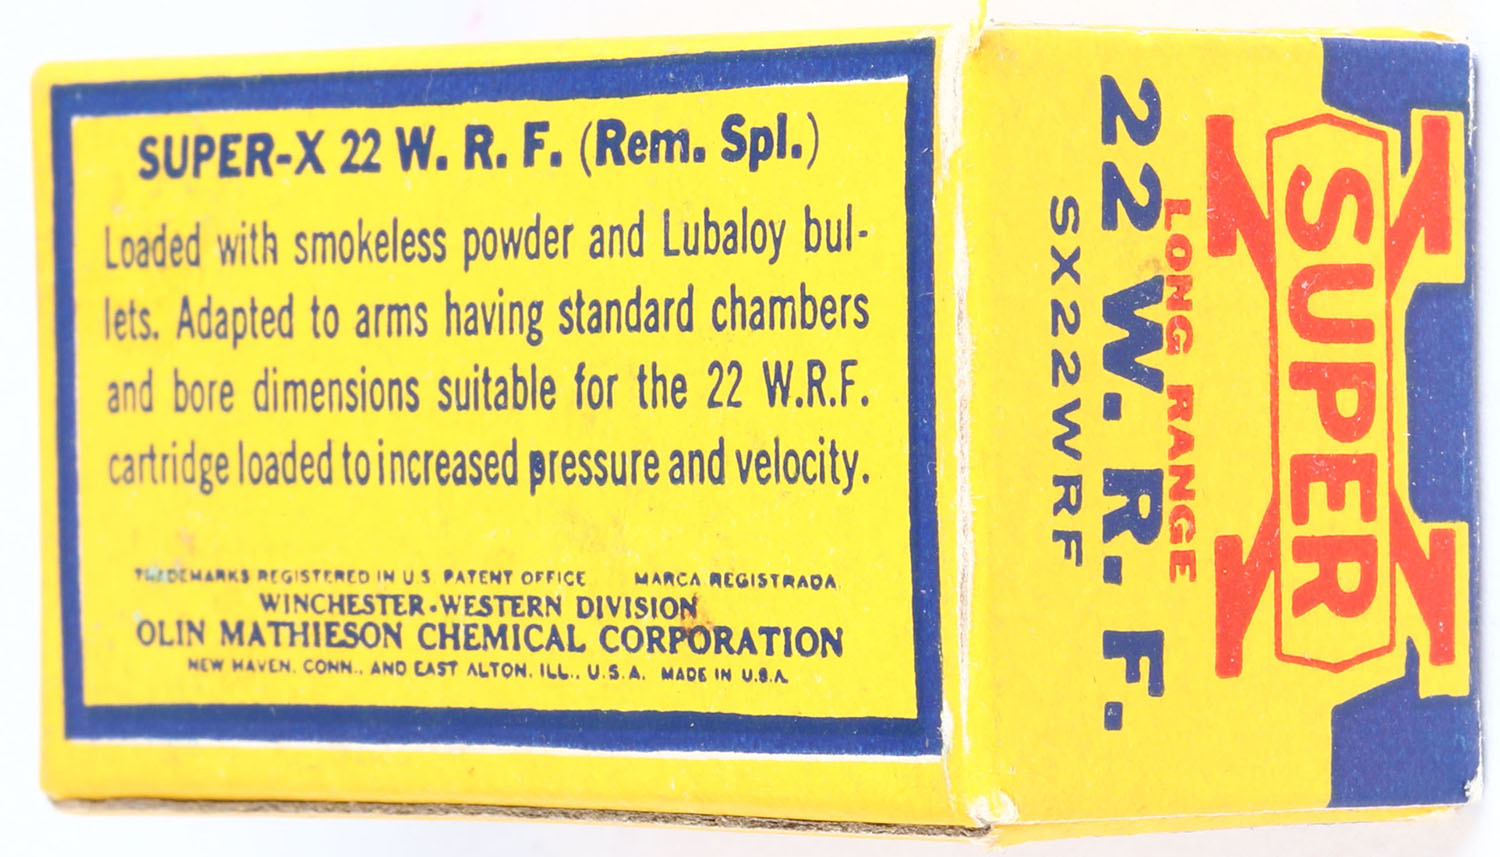 SUPER-X 22 W. R. F. (Rem. Spl.)
Loaded with smokeless powder and Lubaloy bul-
lets. Adapted to arms having standard chambers
and bore dimensions suitable for the 22 W.R.F.
cartridge loaded to increased pressure and velocity.
TRADEMARKS REGISTERED IN U.S. PATENT OFFICE MARCA REGISTRADA
WINCHESTER-WESTERN DIVISION
OLIN MATHIESON CHEMICAL CORPORATION
NEW HAVEN, CONN., AND EAST ALTON, ILL., U.S.A. MADE IN U.S.A.
SUPER X
LONG RANGE
22 W. R. F.
SX22WRF